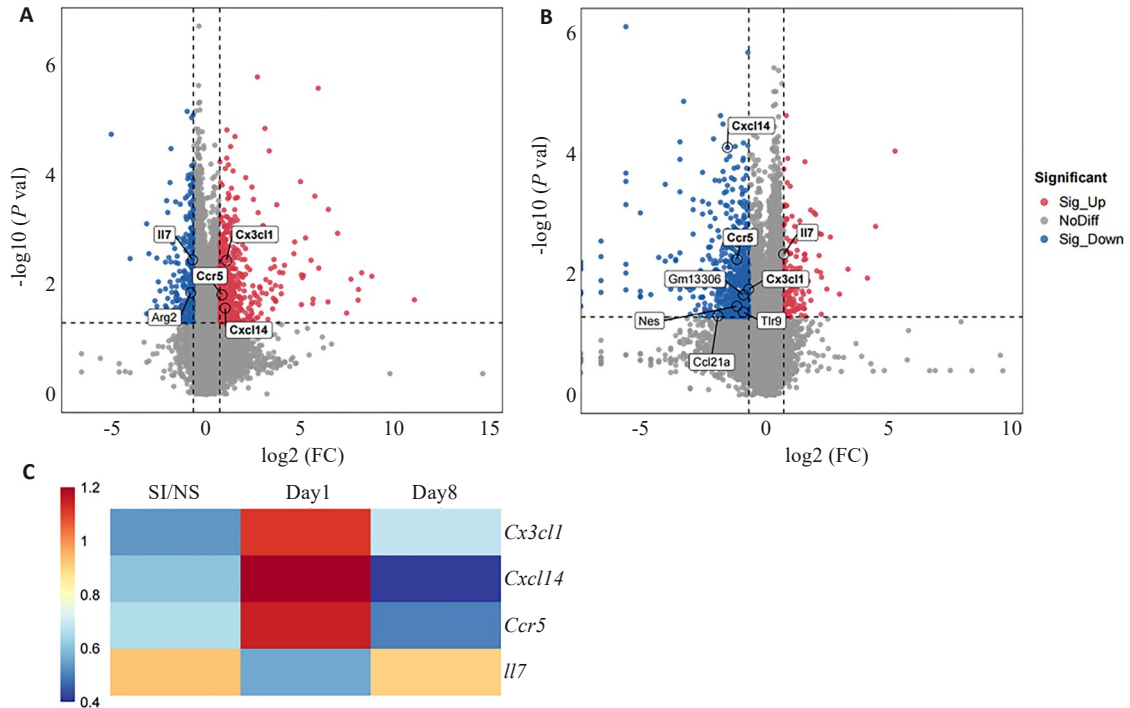 A
6
4
2
0
-log10 (P val)
Il7
Cx3cl1
Ccr5
Arg2
Cxcl14
-5
0
5
10
15
log2 (FC)
B
6
4
2
0
-log10 (P val)
Cxcl14
Ccr5
Il7
Gm13306
Cx3cl1
Nes
Tlr9
Ccl21a
-5
0
5
10
log2 (FC)
Significant
Sig_Up
NoDiff
Sig_Down
C
1.2
1
0.8
0.6
0.4
SI/NS
Day1
Day8
Cx3cl1
Cxcl14
Ccr5
ll7